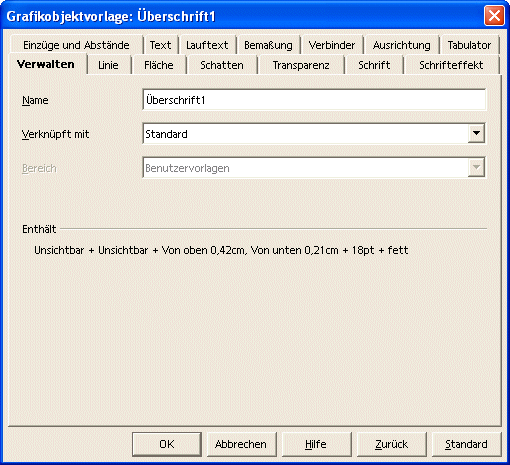 Grafikobjektvorlage: Überschrift1
Einzüge und Abstände Text Lauftext Bemaßung Verbinder Ausrichtung Tabulator
Verwalten Linie Fläche Schatten Transparenz Schrift Schrifteffekt
Name Überschrift1
Verknüpft mit Standard
Bereich Benutzervorlagen
Enthält
Unsichtbar + Unsichtbar + Von oben 0,42cm, Von unten 0,21cm + 18pt + fett
OK Abbrechen Hilfe Zurück Standard